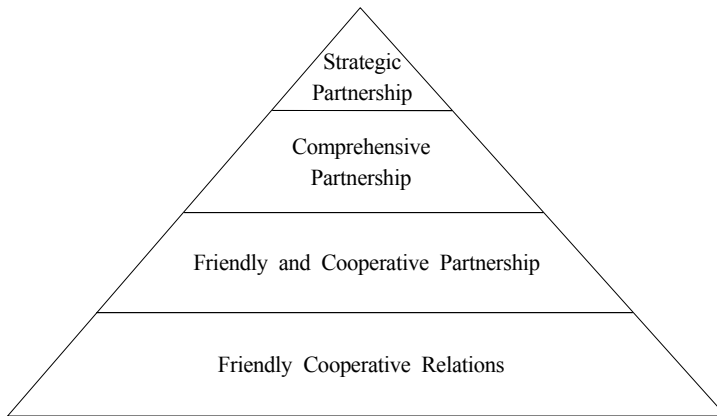 Strategic
Partnership
Comprehensive
Partnership
Friendly and Cooperative Partnership
Friendly Cooperative Relations